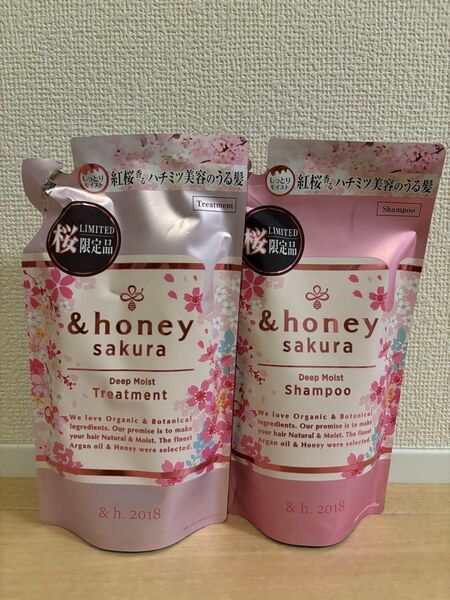 しっとり
モイスト
紅桜香るハチミツ美容のうる髪
Treatment
桜
LIMITED
限定品
&honey
sakura
Deep Moist
Treatment
We love Organic & Botanical
ingredients. Our promise is to make
your hair Natural & Moist. The finest
Argan oil & Honey were selected.
& h. 2018
しっとり
モイスト
紅桜香るハチミツ美容のうる髪
Shampoo
桜
LIMITED
限定品
&honey
sakura
Deep Moist
Shampoo
We love Organic & Botanical
ingredients. Our promise is to make
your hair Natural & Moist. The finest
Argan oil & Honey were selected.
& h. 2018